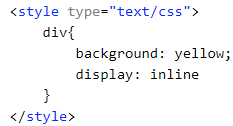 <style type="text/css">
    div{
        background: yellow;
        display: inline
    }
</style>